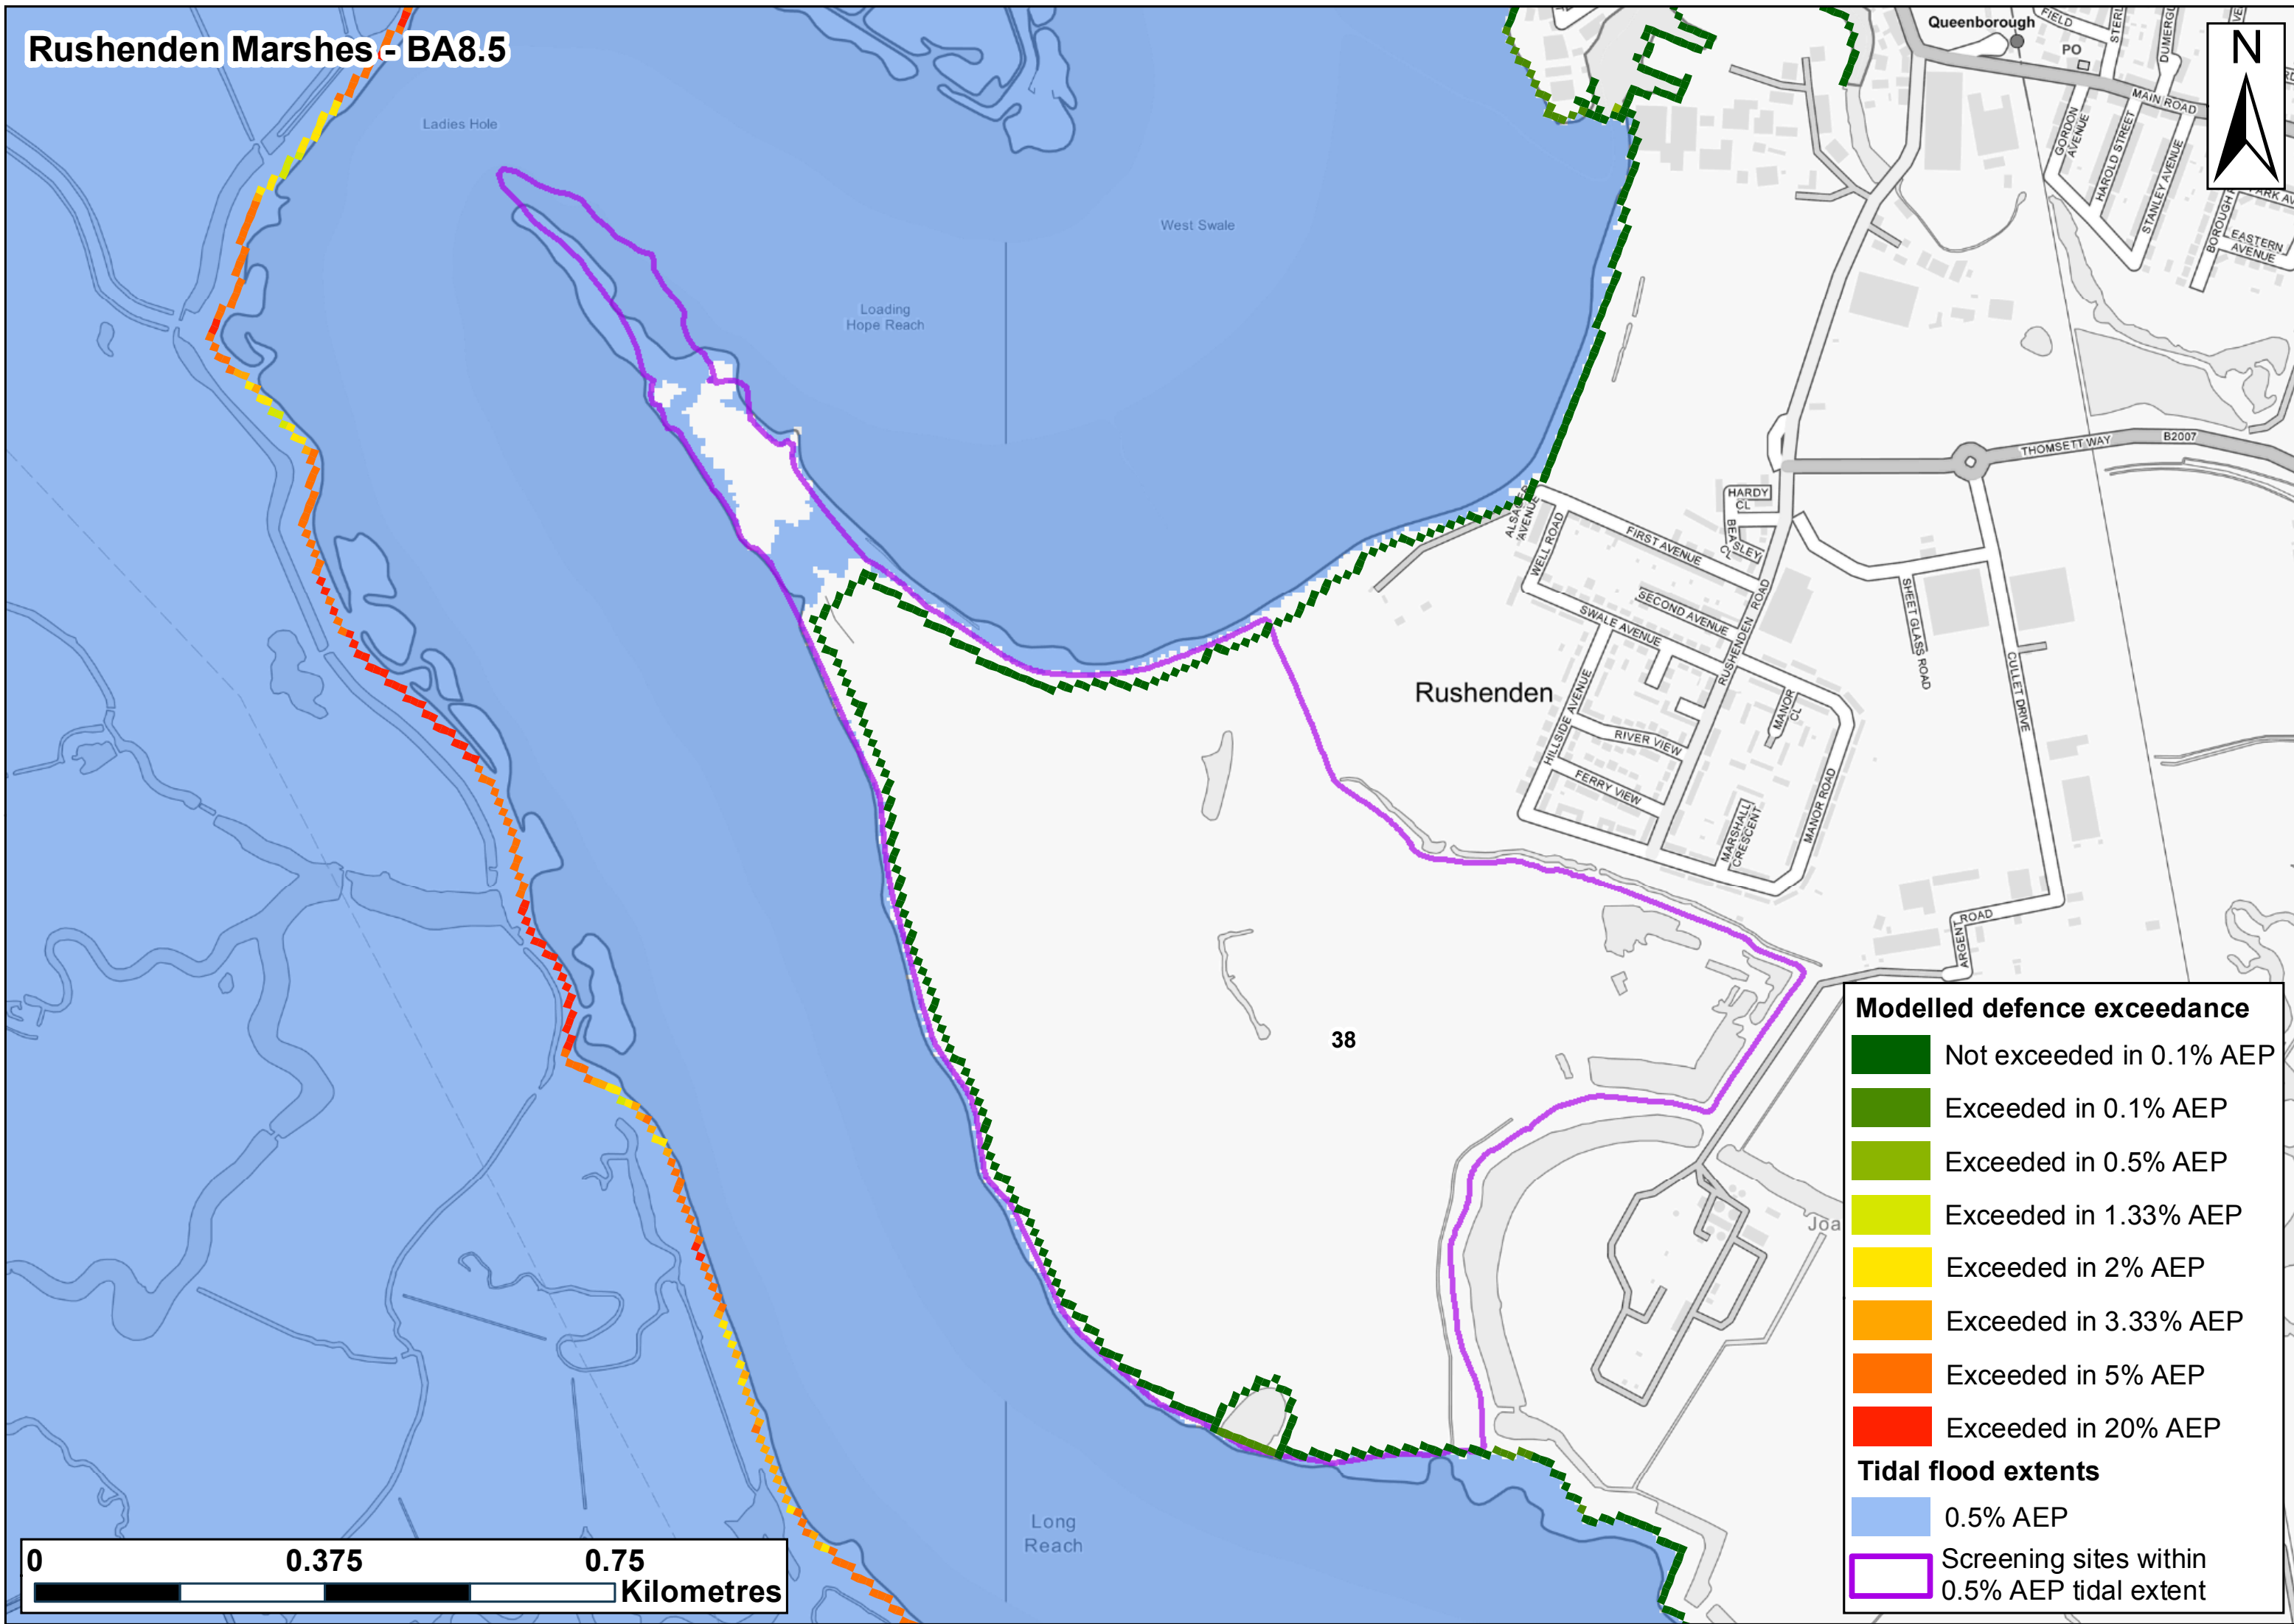 Rushenden Marshes - BA8.5
Ladies Hole
West Swale
Loading
Hope Reach
Queenborough
PO
FIELD
N
MAIN ROAD
GORDON
AVENUE
HAROLD STREET
STANLEY AVENUE
EASTERN
AVENUE
THOMSETT WAY
B2007
HARDY
CL
WELL ROAD
FIRST AVENUE
SECOND AVENUE
SWALE AVENUE
RUSHENDEN ROAD
SHEET GLASS ROAD
CULLET DRIVE
Rushenden
HILLSIDE AVENUE
RIVER VIEW
FERRY VIEW
MANOR
CL
MANOR ROAD
MARSHALL
CRESCENT
ARGENT ROAD
38
Joa
Long
Reach
Modelled defence exceedance
Not exceeded in 0.1% AEP
Exceeded in 0.1% AEP
Exceeded in 0.5% AEP
Exceeded in 1.33% AEP
Exceeded in 2% AEP
Exceeded in 3.33% AEP
Exceeded in 5% AEP
Exceeded in 20% AEP
Tidal flood extents
0.5% AEP
Screening sites within
0.5% AEP tidal extent
0 0.375 0.75
Kilometres